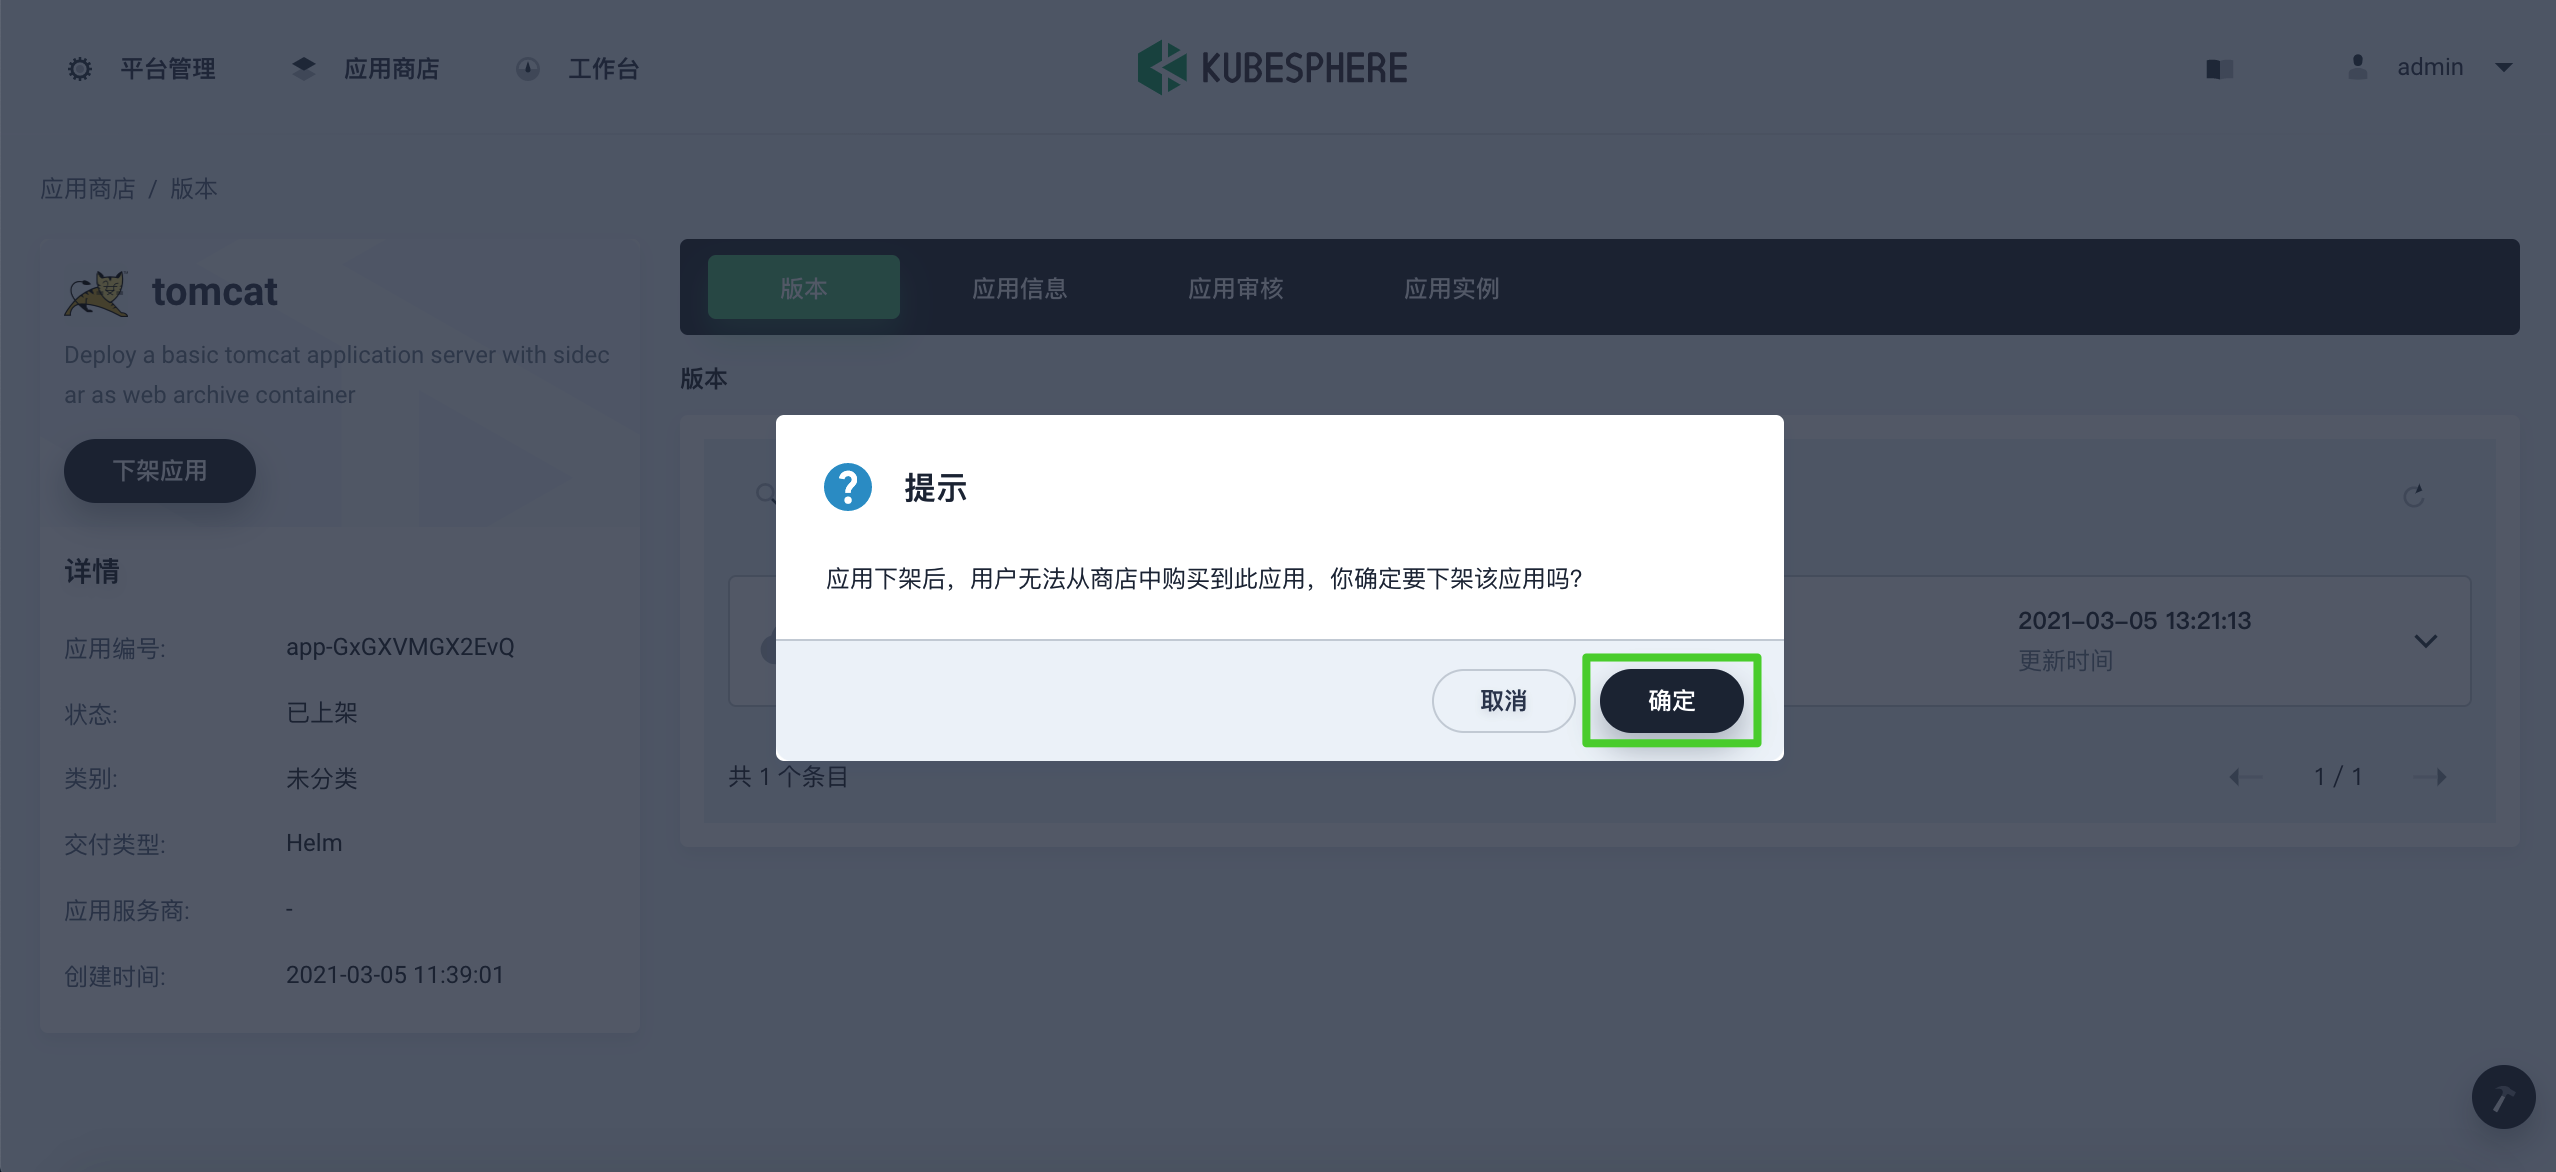 平台管理
应用商店
工作台
KUBESPHERE
admin
应用商店 / 版本
tomcat
Deploy a basic tomcat application server with sidec
ar as web archive container
下架应用
详情
应用编号: app-GxGXVMGX2EvQ
状态: 已上架
类别: 未分类
交付类型: Helm
应用服务商: -
创建时间: 2021-03-05 11:39:01
版本
应用信息
应用审核
应用实例
版本
提示
应用下架后，用户无法从商店中购买到此应用，你确定要下架该应用吗?
取消
确定
2021-03-05 13:21:13
更新时间
共 1 个条目
1 / 1